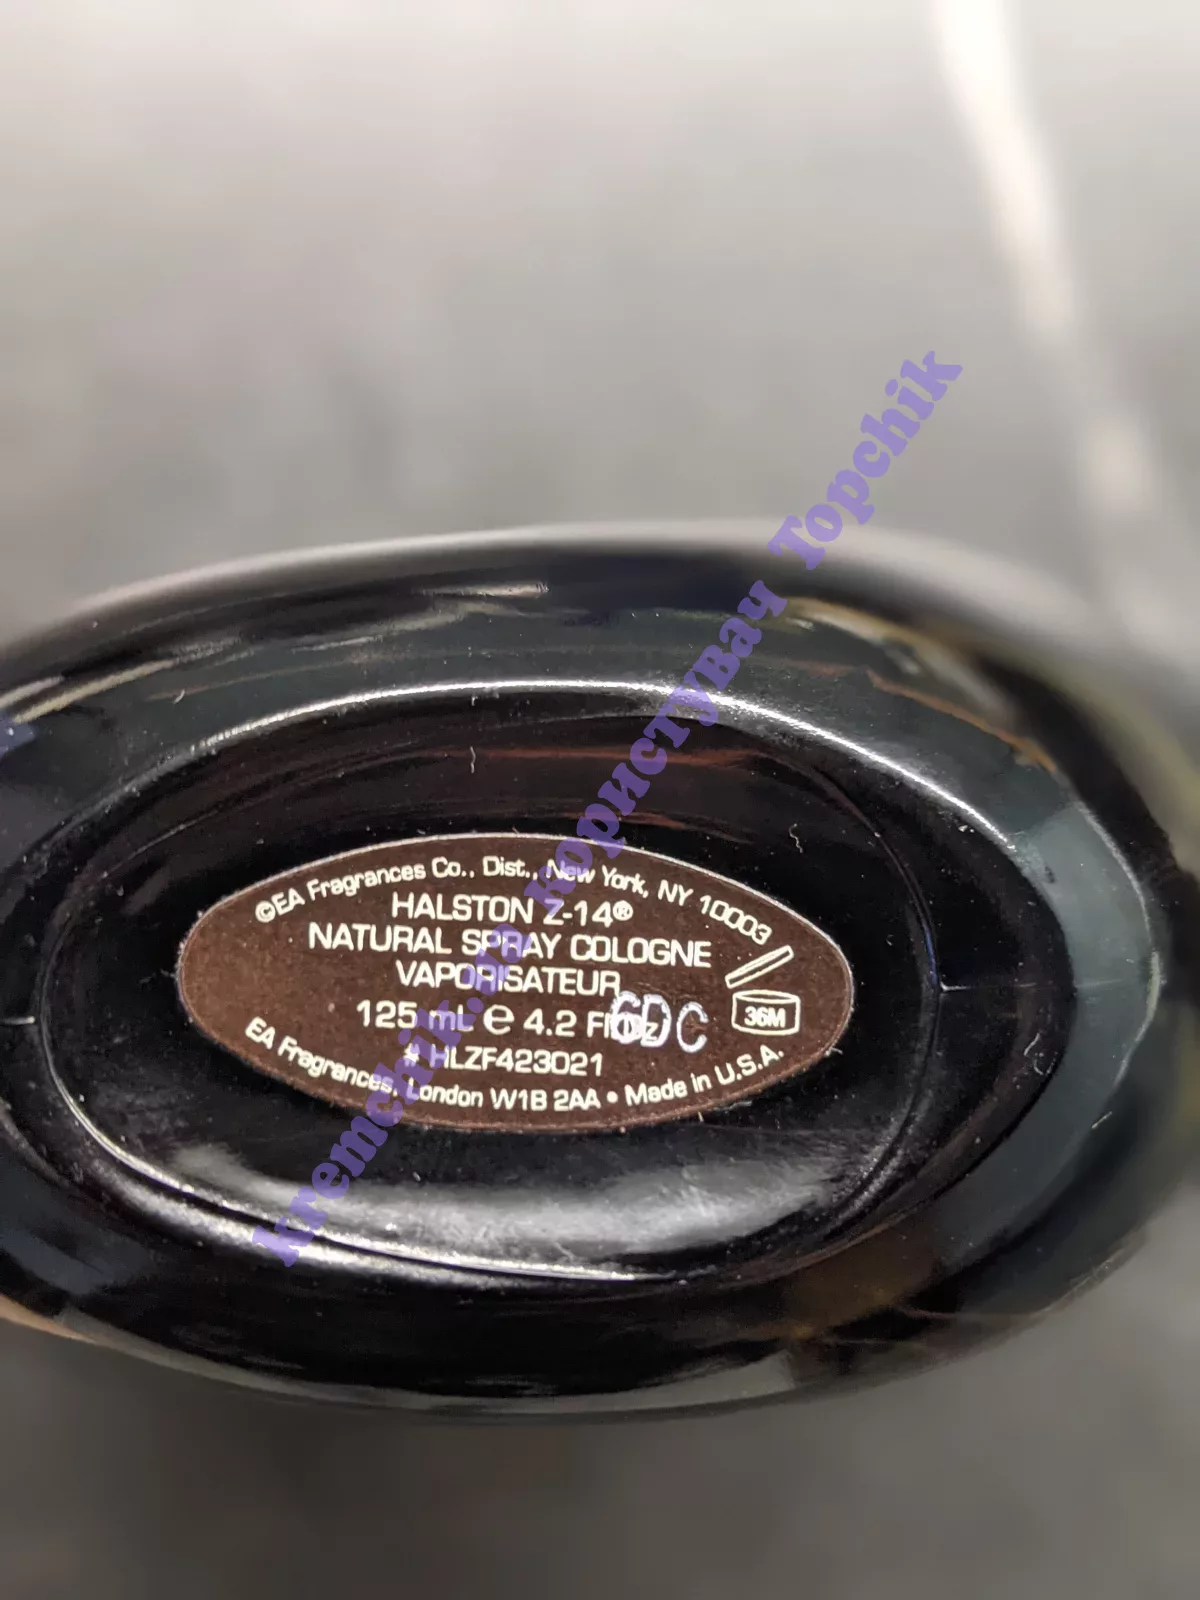 ©EA Fragrances Co., Dist., New York, NY 10003
HALSTON Z-14®
NATURAL SPRAY COLOGNE
VAPORISATEUR
125 mL e 4.2 Fl Oz
6DC
36M
# HLZF423021
EA Fragrances, London W1B 2AA • Made in U.S.A.
kremchik.ua користувач Topchik